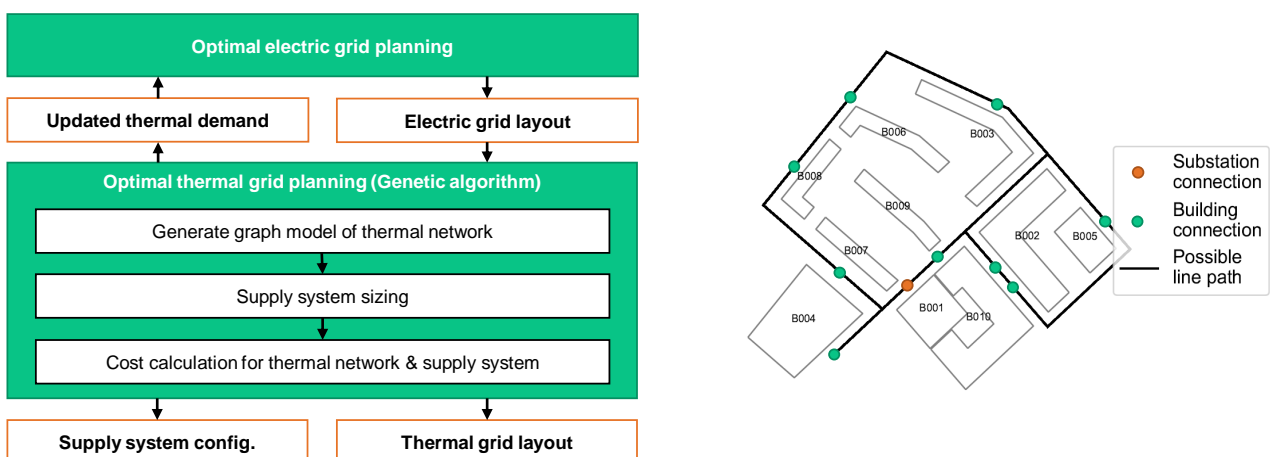 Optimal electric grid planning
Updated thermal demand
Electric grid layout
Optimal thermal grid planning (Genetic algorithm)
Generate graph model of thermal network
Supply system sizing
Cost calculation for thermal network & supply system
Supply system config.
Thermal grid layout
B006
B003
B008
B009
B007
B002
B005
B004
B001
B010
Substation
connection
Building
connection
Possible
line path